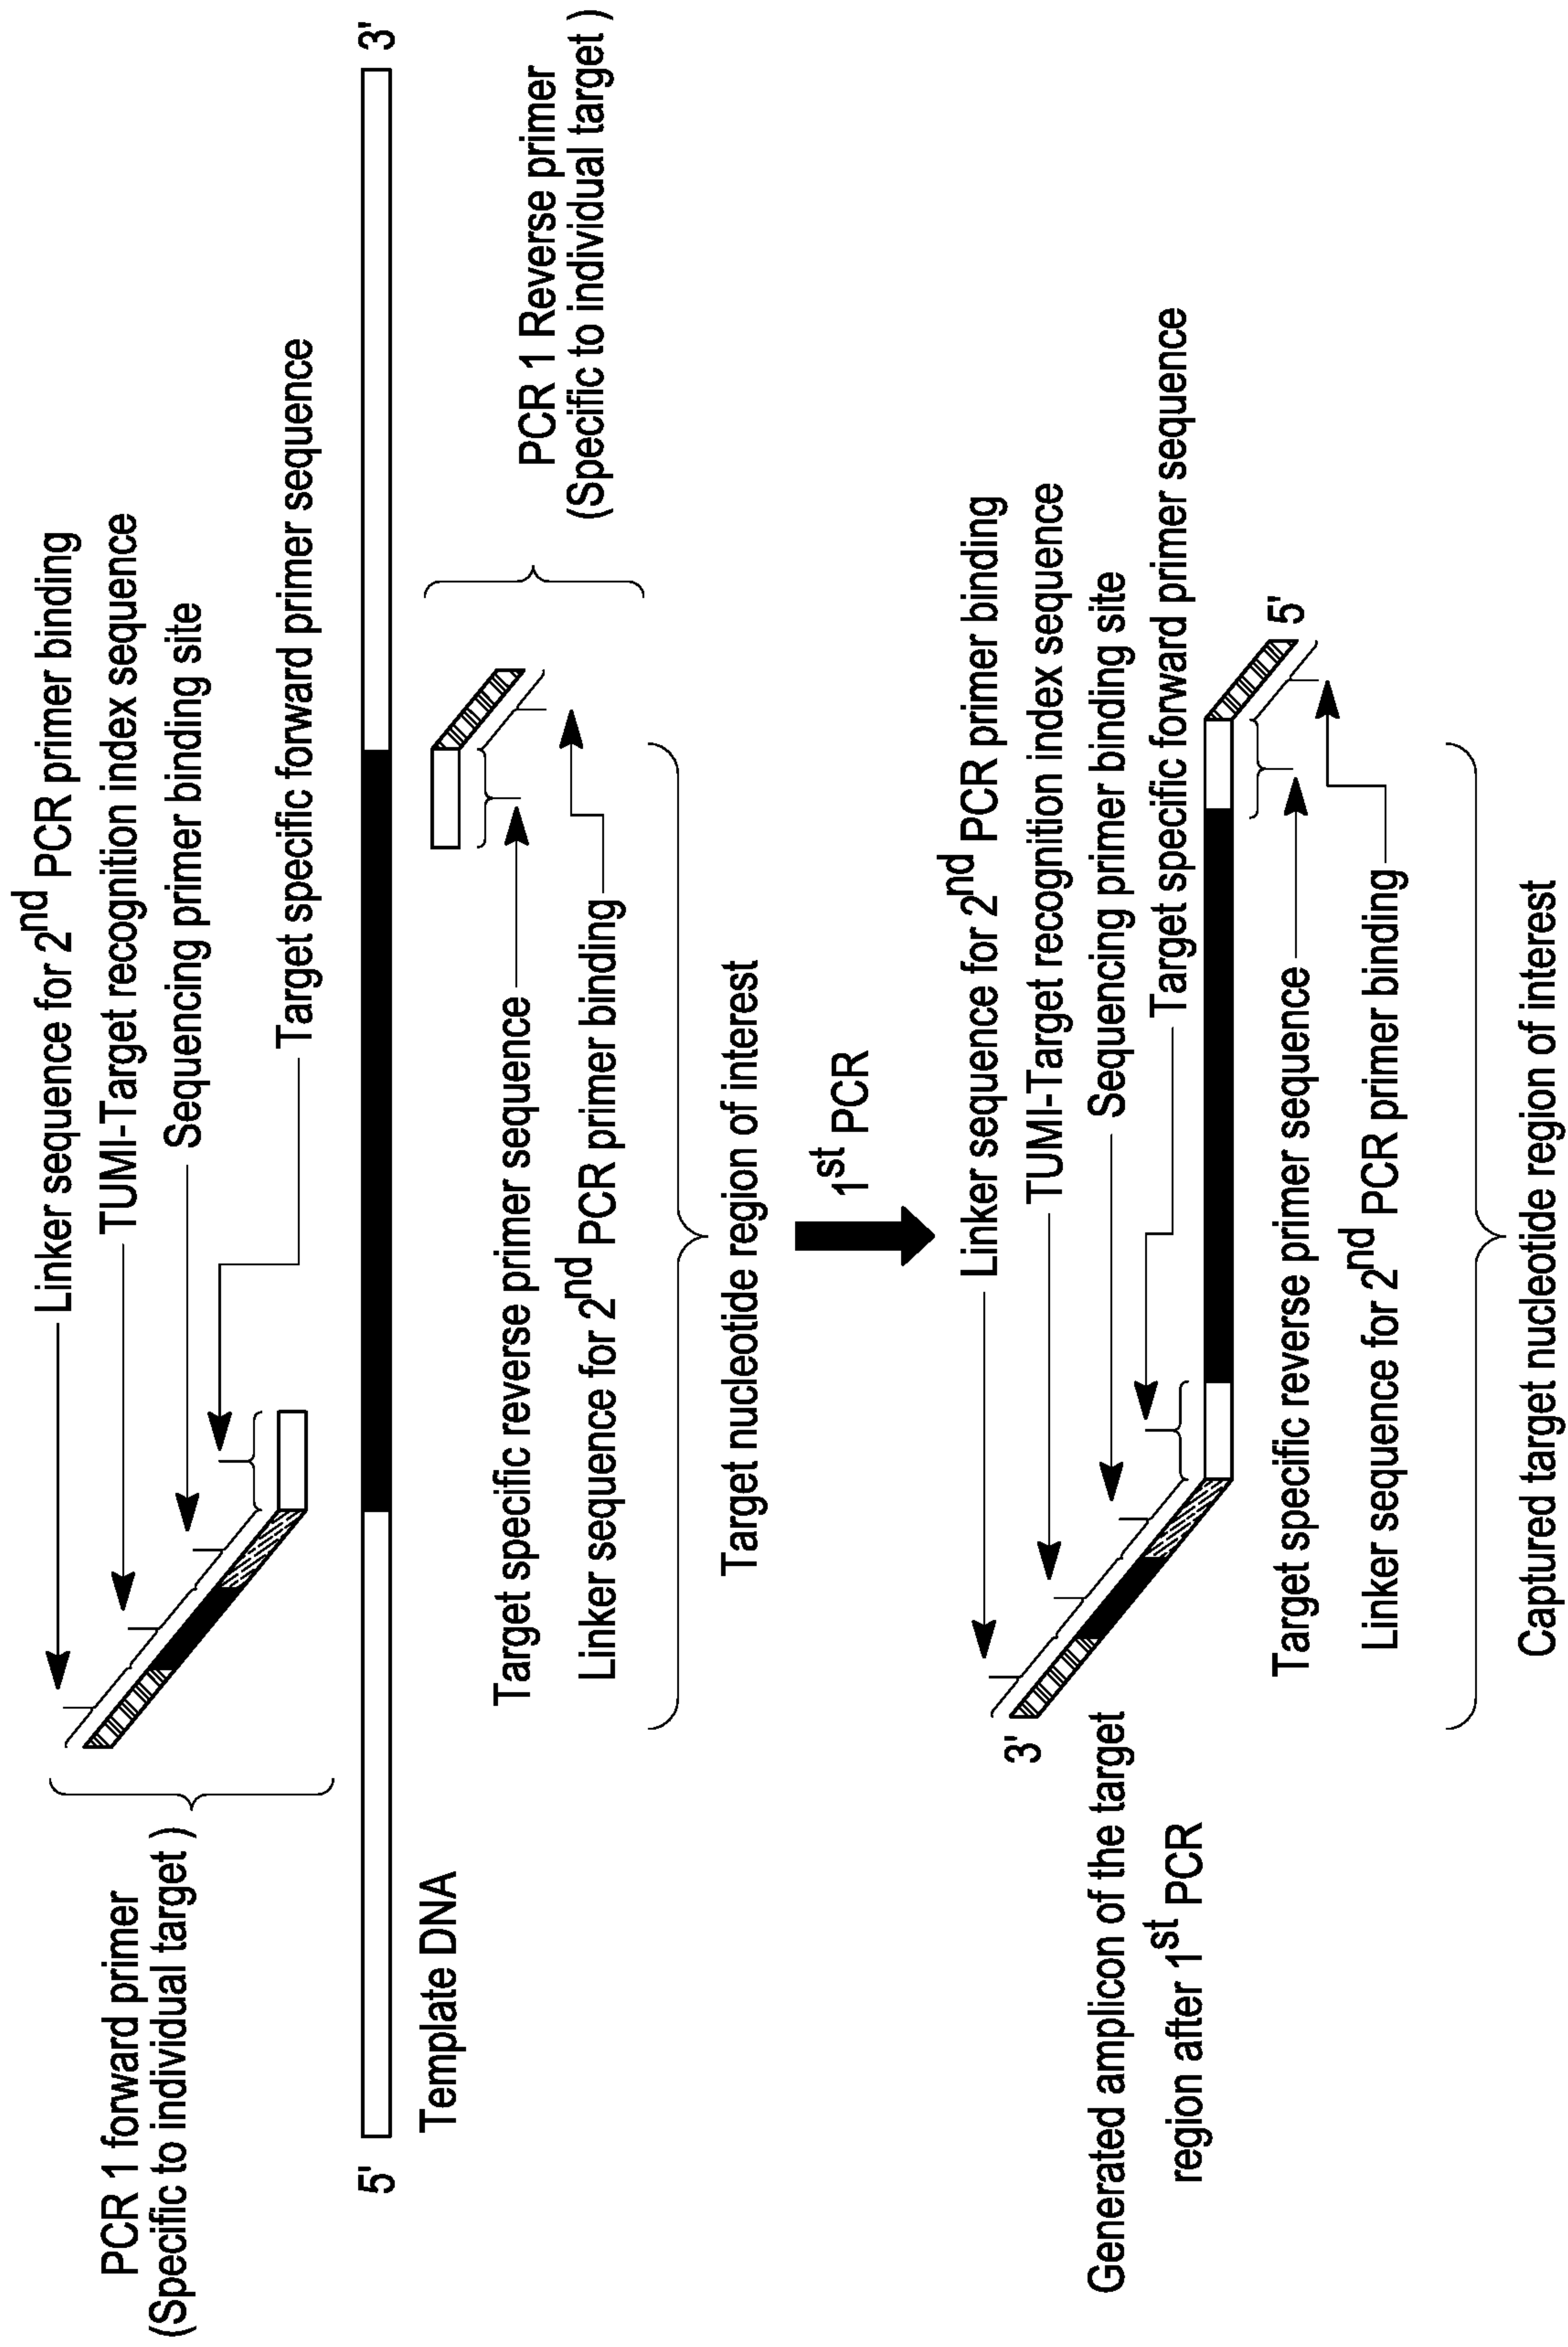 PCR 1 forward primer
(Specific to individual target )
Linker sequence for 2nd PCR primer binding
TUMI-Target recognition index sequence
Sequencing primer binding site
Target specific forward primer sequence
5'
3'
Template DNA
PCR 1 Reverse primer
(Specific to individual target )
Target specific reverse primer sequence
Linker sequence for 2nd PCR primer binding
Target nucleotide region of interest
1st PCR
Linker sequence for 2nd PCR primer binding
TUMI-Target recognition index sequence
Sequencing primer binding site
Target specific forward primer sequence
3'
5'
Generated amplicon of the target
region after 1st PCR
Target specific reverse primer sequence
Linker sequence for 2nd PCR primer binding
Captured target nucleotide region of interest